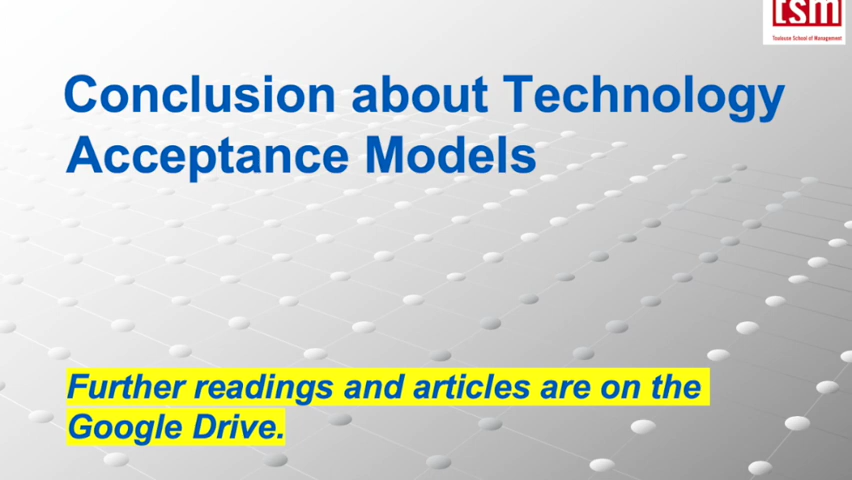 tsm
Toulouse School of Management
Conclusion about Technology
Acceptance Models
Further readings and articles are on the
Google Drive.